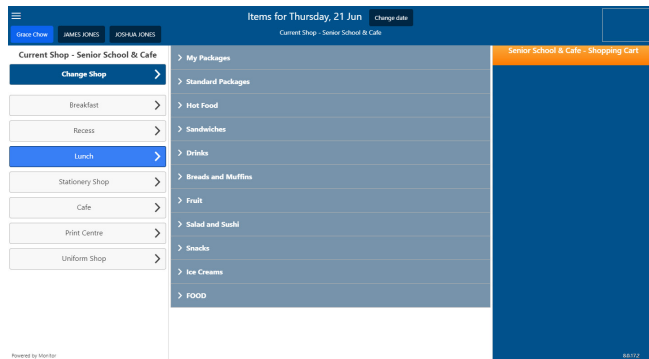 Items for Thursday, 21 Jun Change date
Grace Chow JAMES JONES JOSHUA JONES
Current Shop - Senior School & Cafe
Current Shop - Senior School & Cafe
Change Shop
Breakfast
Recess
Lunch
Stationery Shop
Cafe
Print Centre
Uniform Shop
My Packages
Standard Packages
Hot Food
Sandwiches
Drinks
Breads and Muffins
Fruit
Salad and Sushi
Snacks
Ice Creams
FOOD
Senior School & Cafe - Shopping Cart
Powered by Monitor